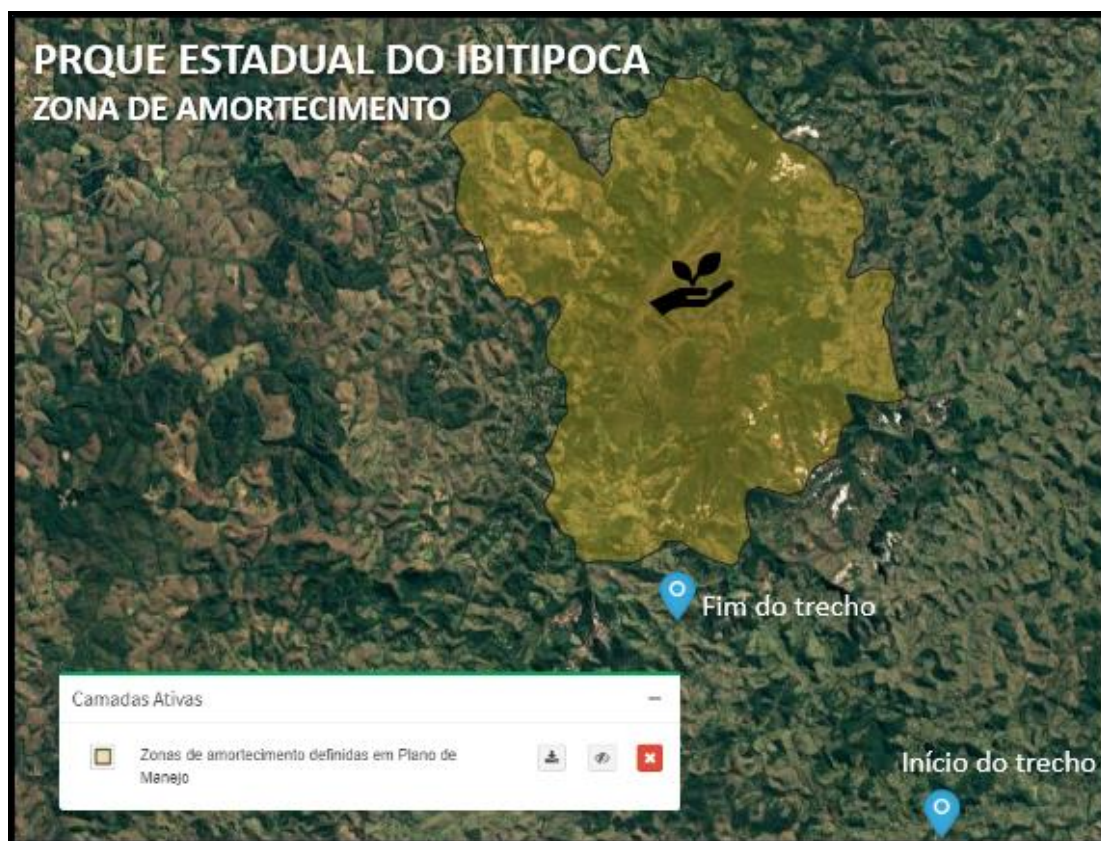 PRQUE ESTADUAL DO IBITIPOCA
ZONA DE AMORTECIMENTO
Fim do trecho
Camadas Ativas
Zonas de amortecimento definidas em Plano de
Manejo
Início do trecho